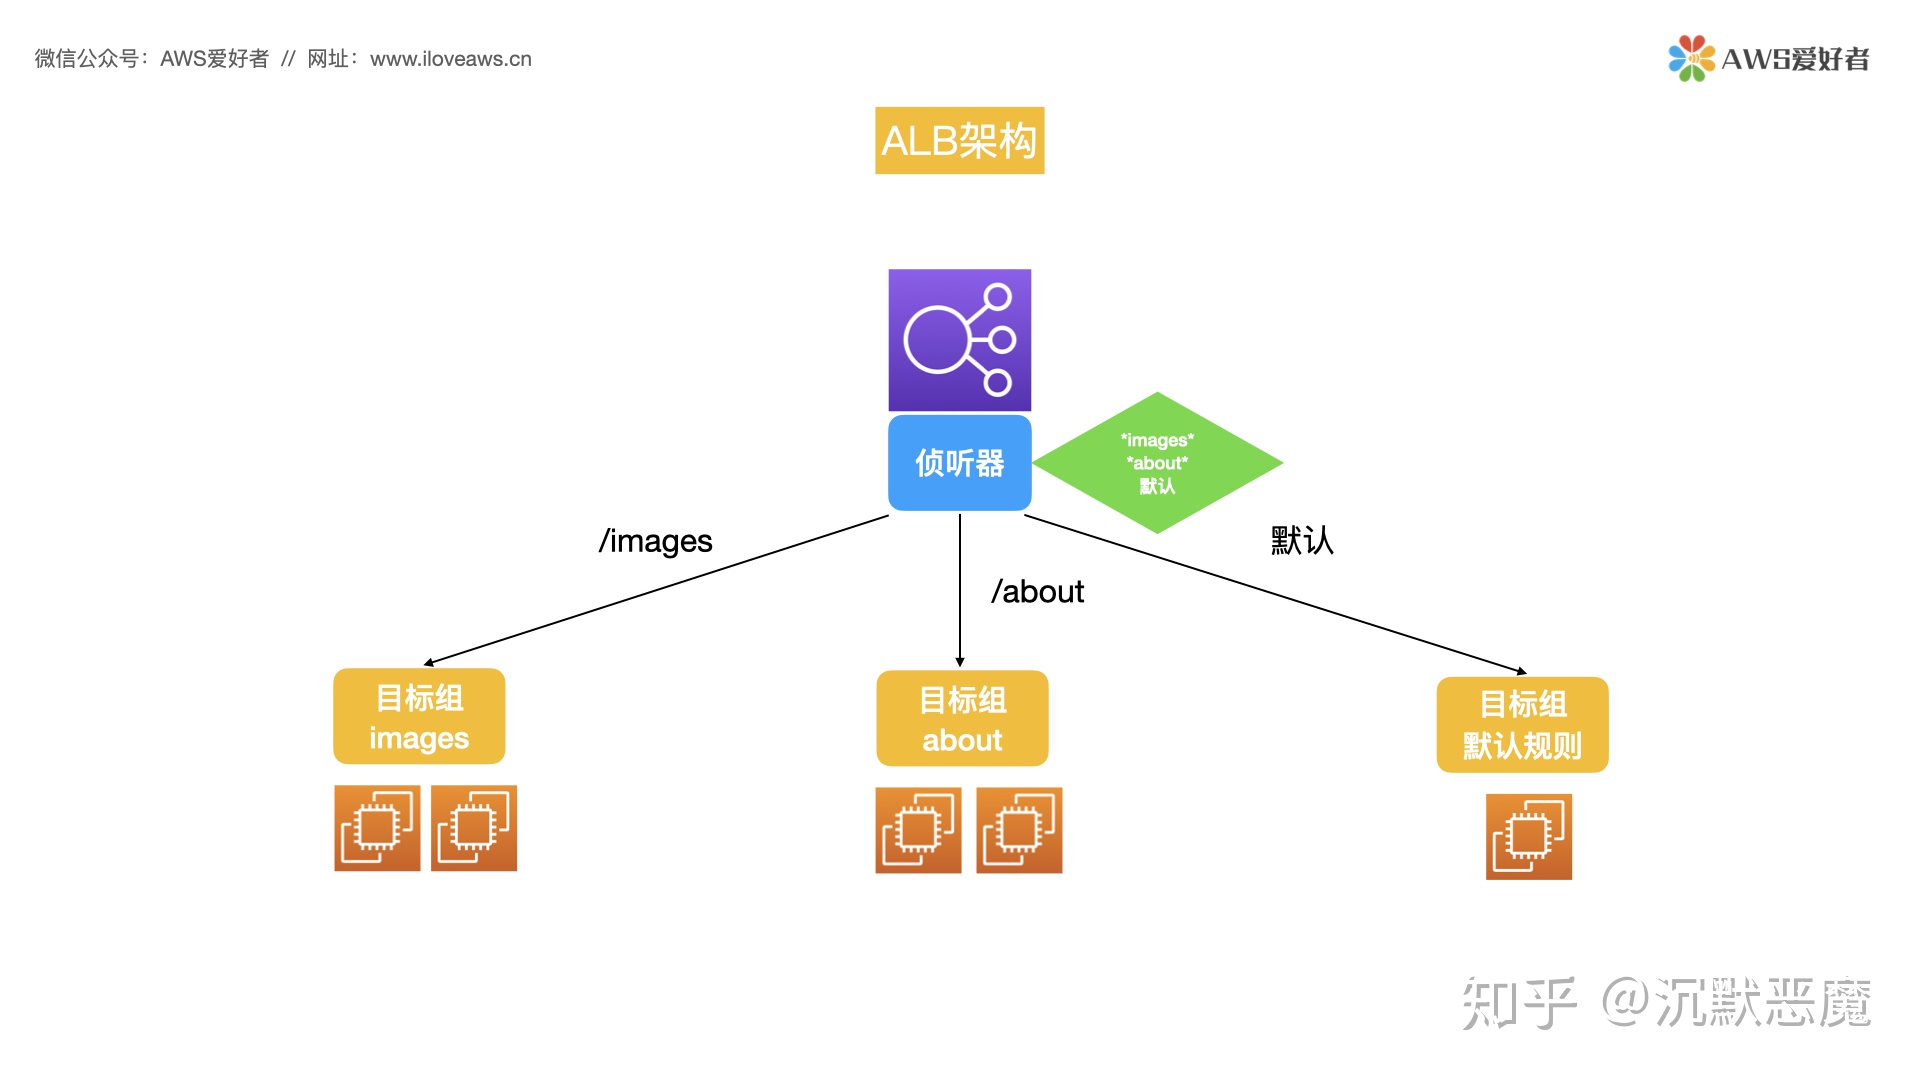 微信公众号：AWS爱好者 // 网址：www.iloveaws.cn
AWS爱好者
ALB架构
侦听器
*images*
*about*
默认
/images
/about
默认
目标组
images
目标组
about
目标组
默认规则
知乎 @沉默恶魔